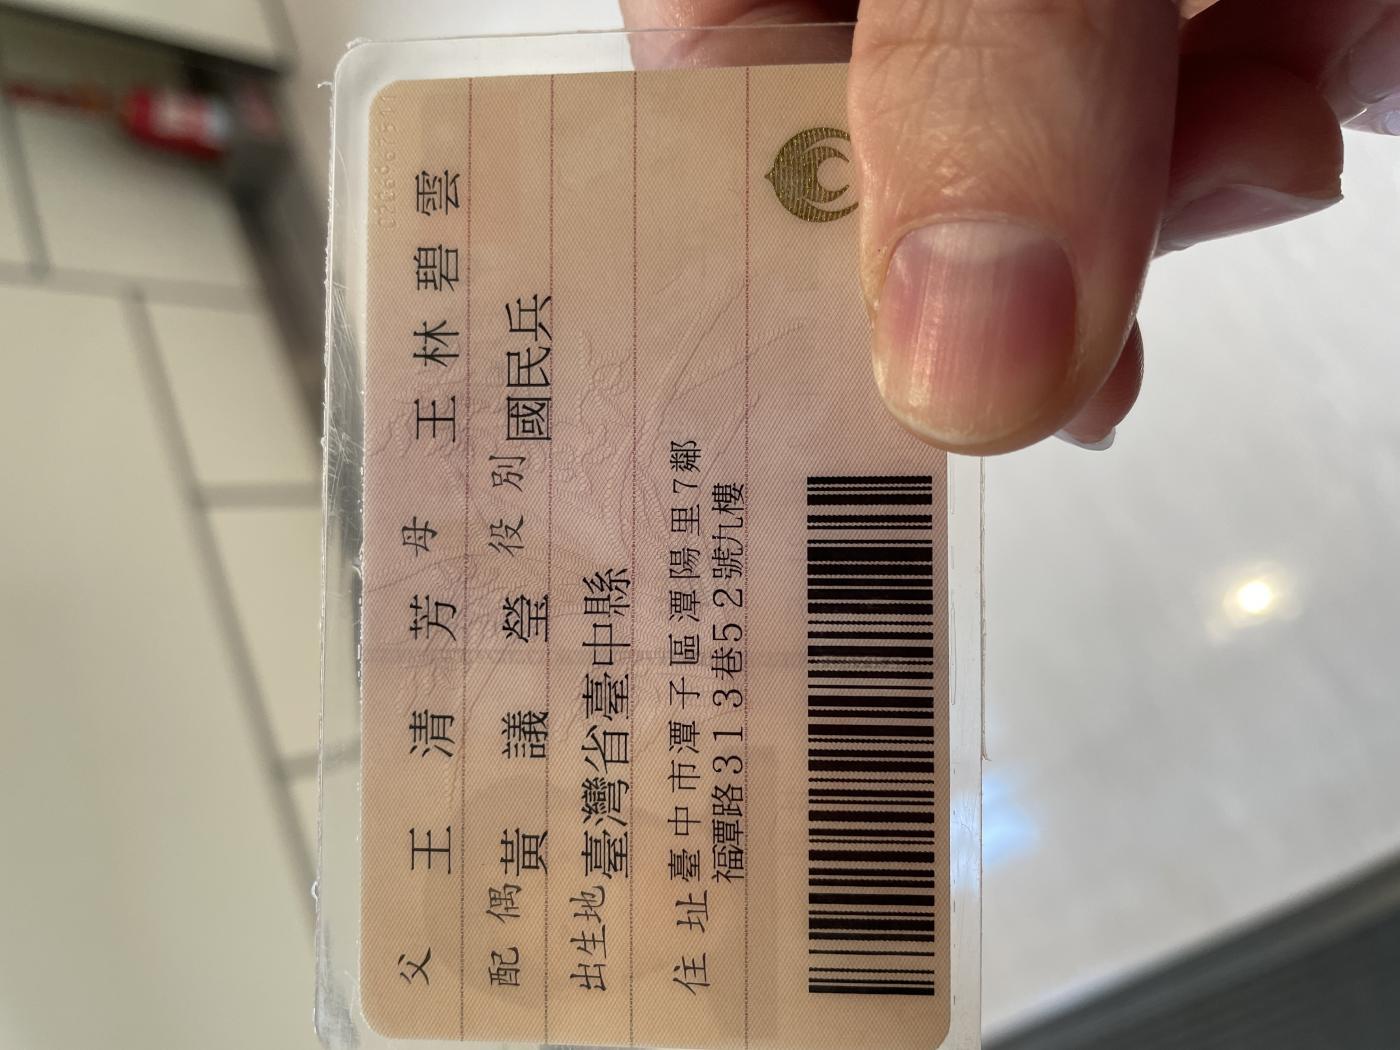 父 王清芳 母 王林碧雲
配偶 黃議瑩 役別 國民兵
出生地 臺灣省臺中縣
住址 臺中市潭子區潭陽里7鄰
福潭路313巷52號九樓